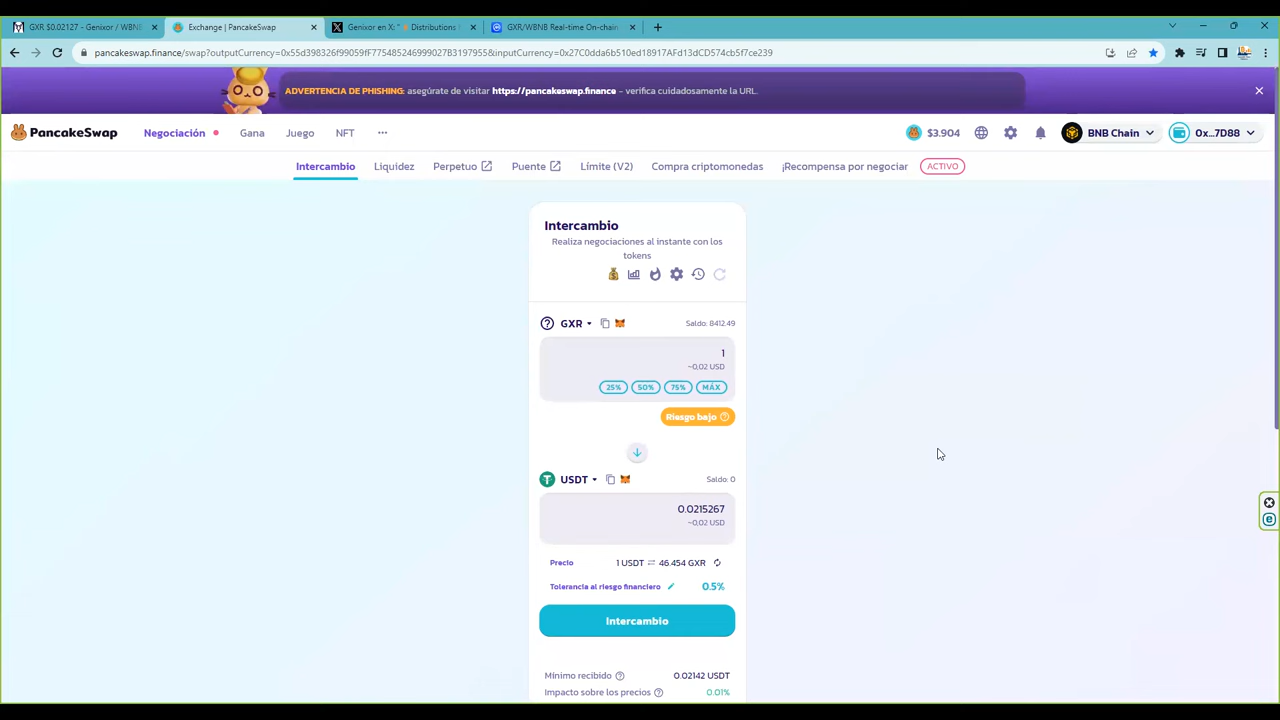 GXR $0.02127 - Genixor / WBNB
Exchange | PancakeSwap
Genixor en X: "
Distributions
GXR/WBNB Real-time On-chain
pancakeswap.finance/swap?outputCurrency=0x55d398326f99059fF775485246999027B3197955&inputCurrency=0x27C0dda6b510ed18917AFd13dCD574cb5f7ce239
ADVERTENCIA DE PHISHING: asegúrate de visitar https://pancakeswap.finance - verifica cuidadosamente la URL.
PancakeSwap
Negociación
Gana
Juego
NFT
$3.904
BNB Chain
0x...7D88
Intercambio
Liquidez
Perpetuo
Puente
Límite (V2)
Compra criptomonedas
¡Recompensa por negociar
ACTIVO
Intercambio
Realiza negociaciones al instante con los
tokens
GXR
Saldo: 8412.49
1
~0,02 USD
25%
50%
75%
MÁX
Riesgo bajo
USDT
Saldo: 0
0.0215267
~0,02 USD
Precio
1 USDT ⇄ 46.454 GXR
Tolerancia al riesgo financiero
0.5%
Intercambio
Mínimo recibido
0.02142 USDT
Impacto sobre los precios
0.01%